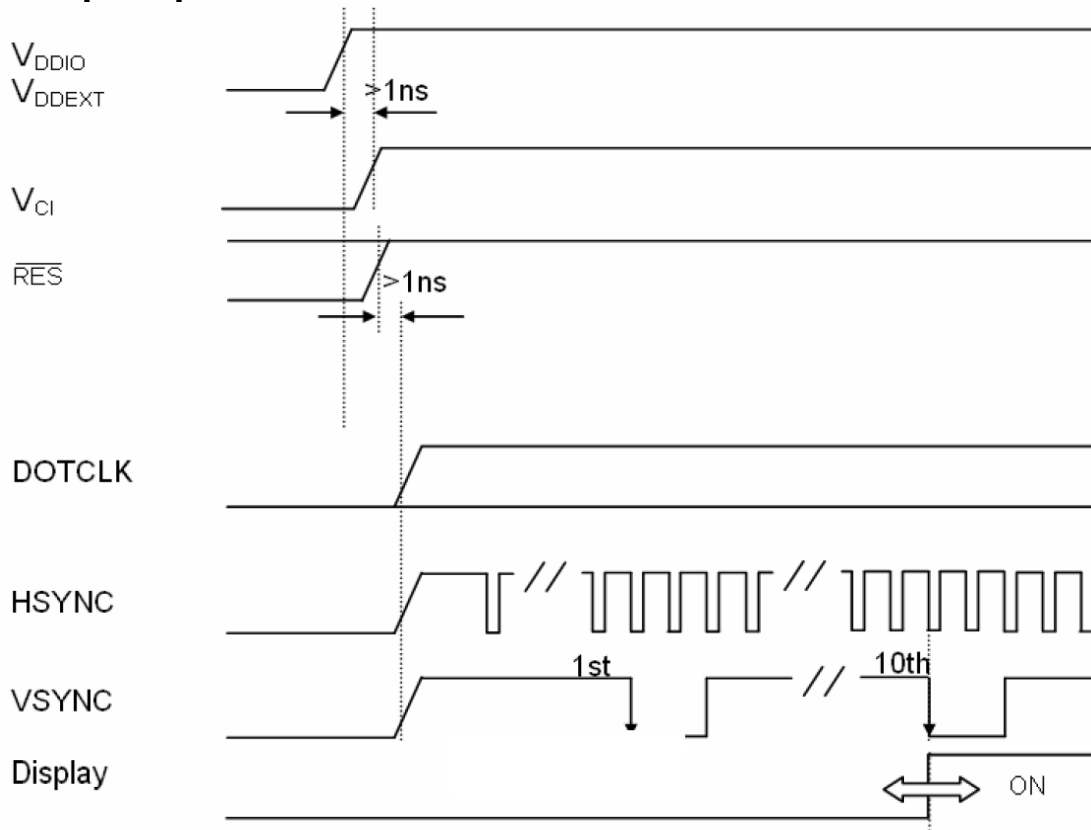 VDDIO
VDDEXT
>1ns
VCI
RES
>1ns
DOTCLK
HSYNC
VSYNC
1st
10th
Display
ON